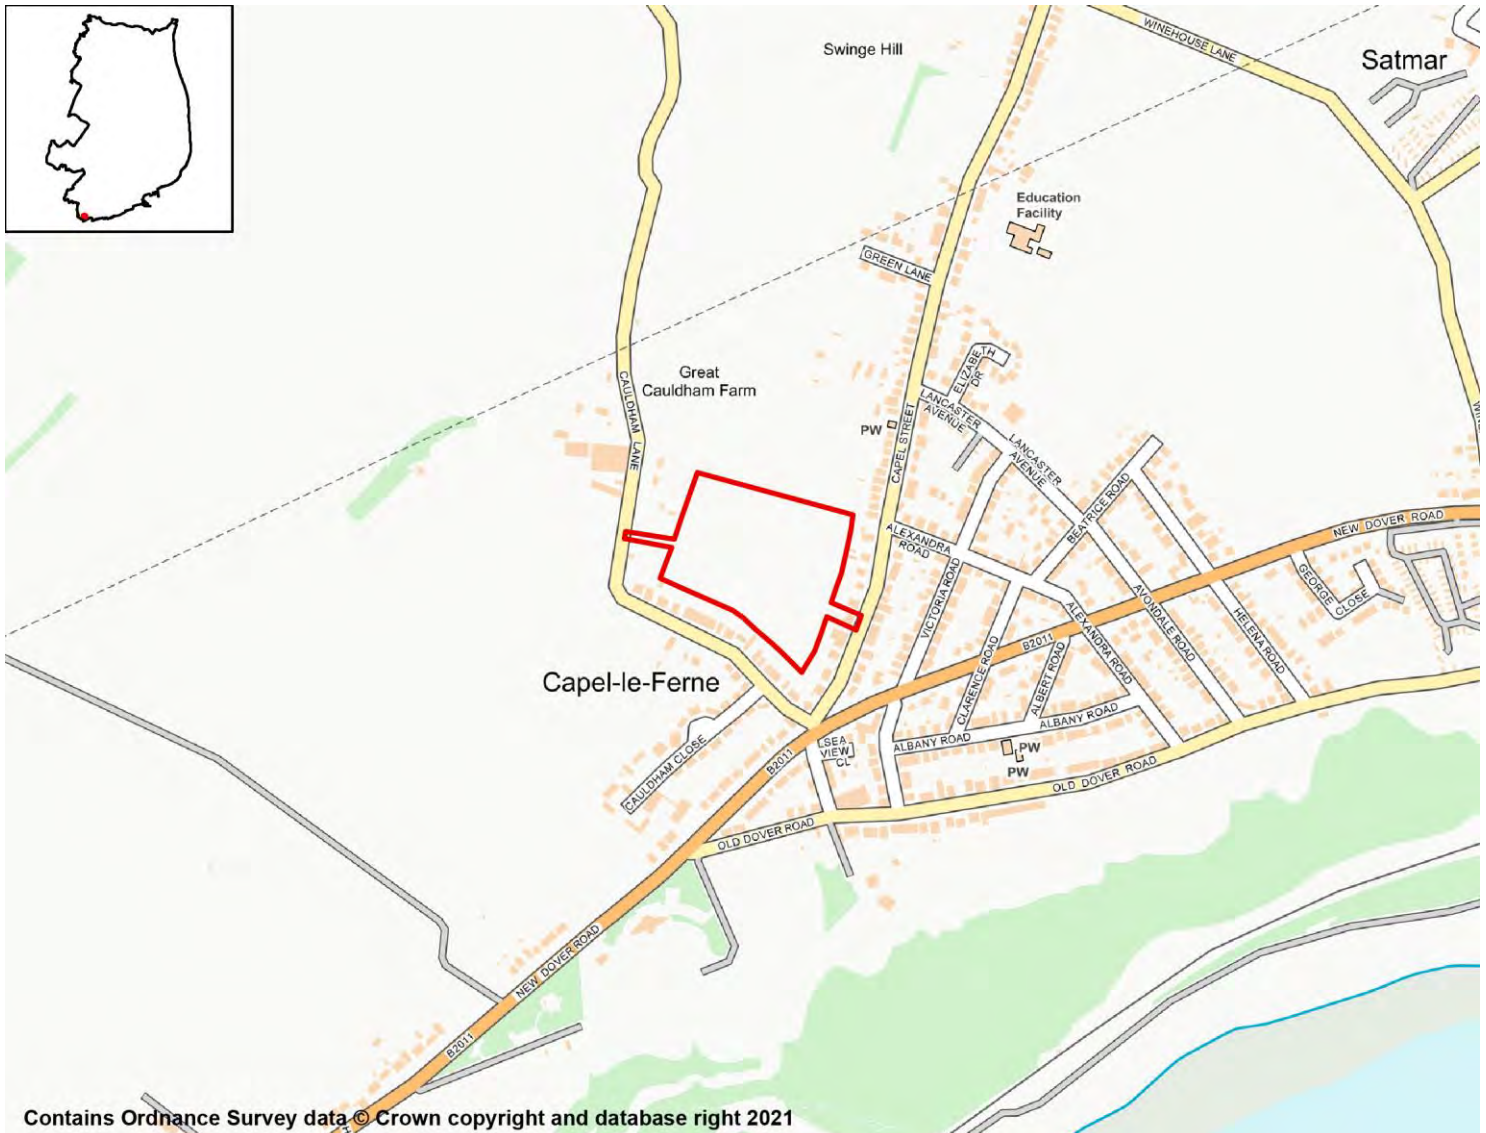 Swinge Hill
WINEHOUSE LANE
Satmar
Education
Facility
GREEN LANE
Great
Cauldham Farm
CAULDHAM LANE
ELIZABETH
DR
LANCASTER
AVENUE
LANCASTER
AVENUE
PW
CAPEL STREET
BEATRICE ROAD
NEW DOVER ROAD
ALEXANDRA
ROAD
VICTORIA ROAD
GEORGE
CLOSE
AVONDALE ROAD
HELENA ROAD
ALEXANDRA ROAD
B2011
CLARENCE ROAD
ALBERT ROAD
Capel-le-Ferne
ALBANY ROAD
ALBANY ROAD
SEA
VIEW
CL
PW
PW
CAULDHAM CLOSE
B2011
OLD DOVER ROAD
OLD DOVER ROAD
NEW DOVER ROAD
B2011
Contains Ordnance Survey data © Crown copyright and database right 2021